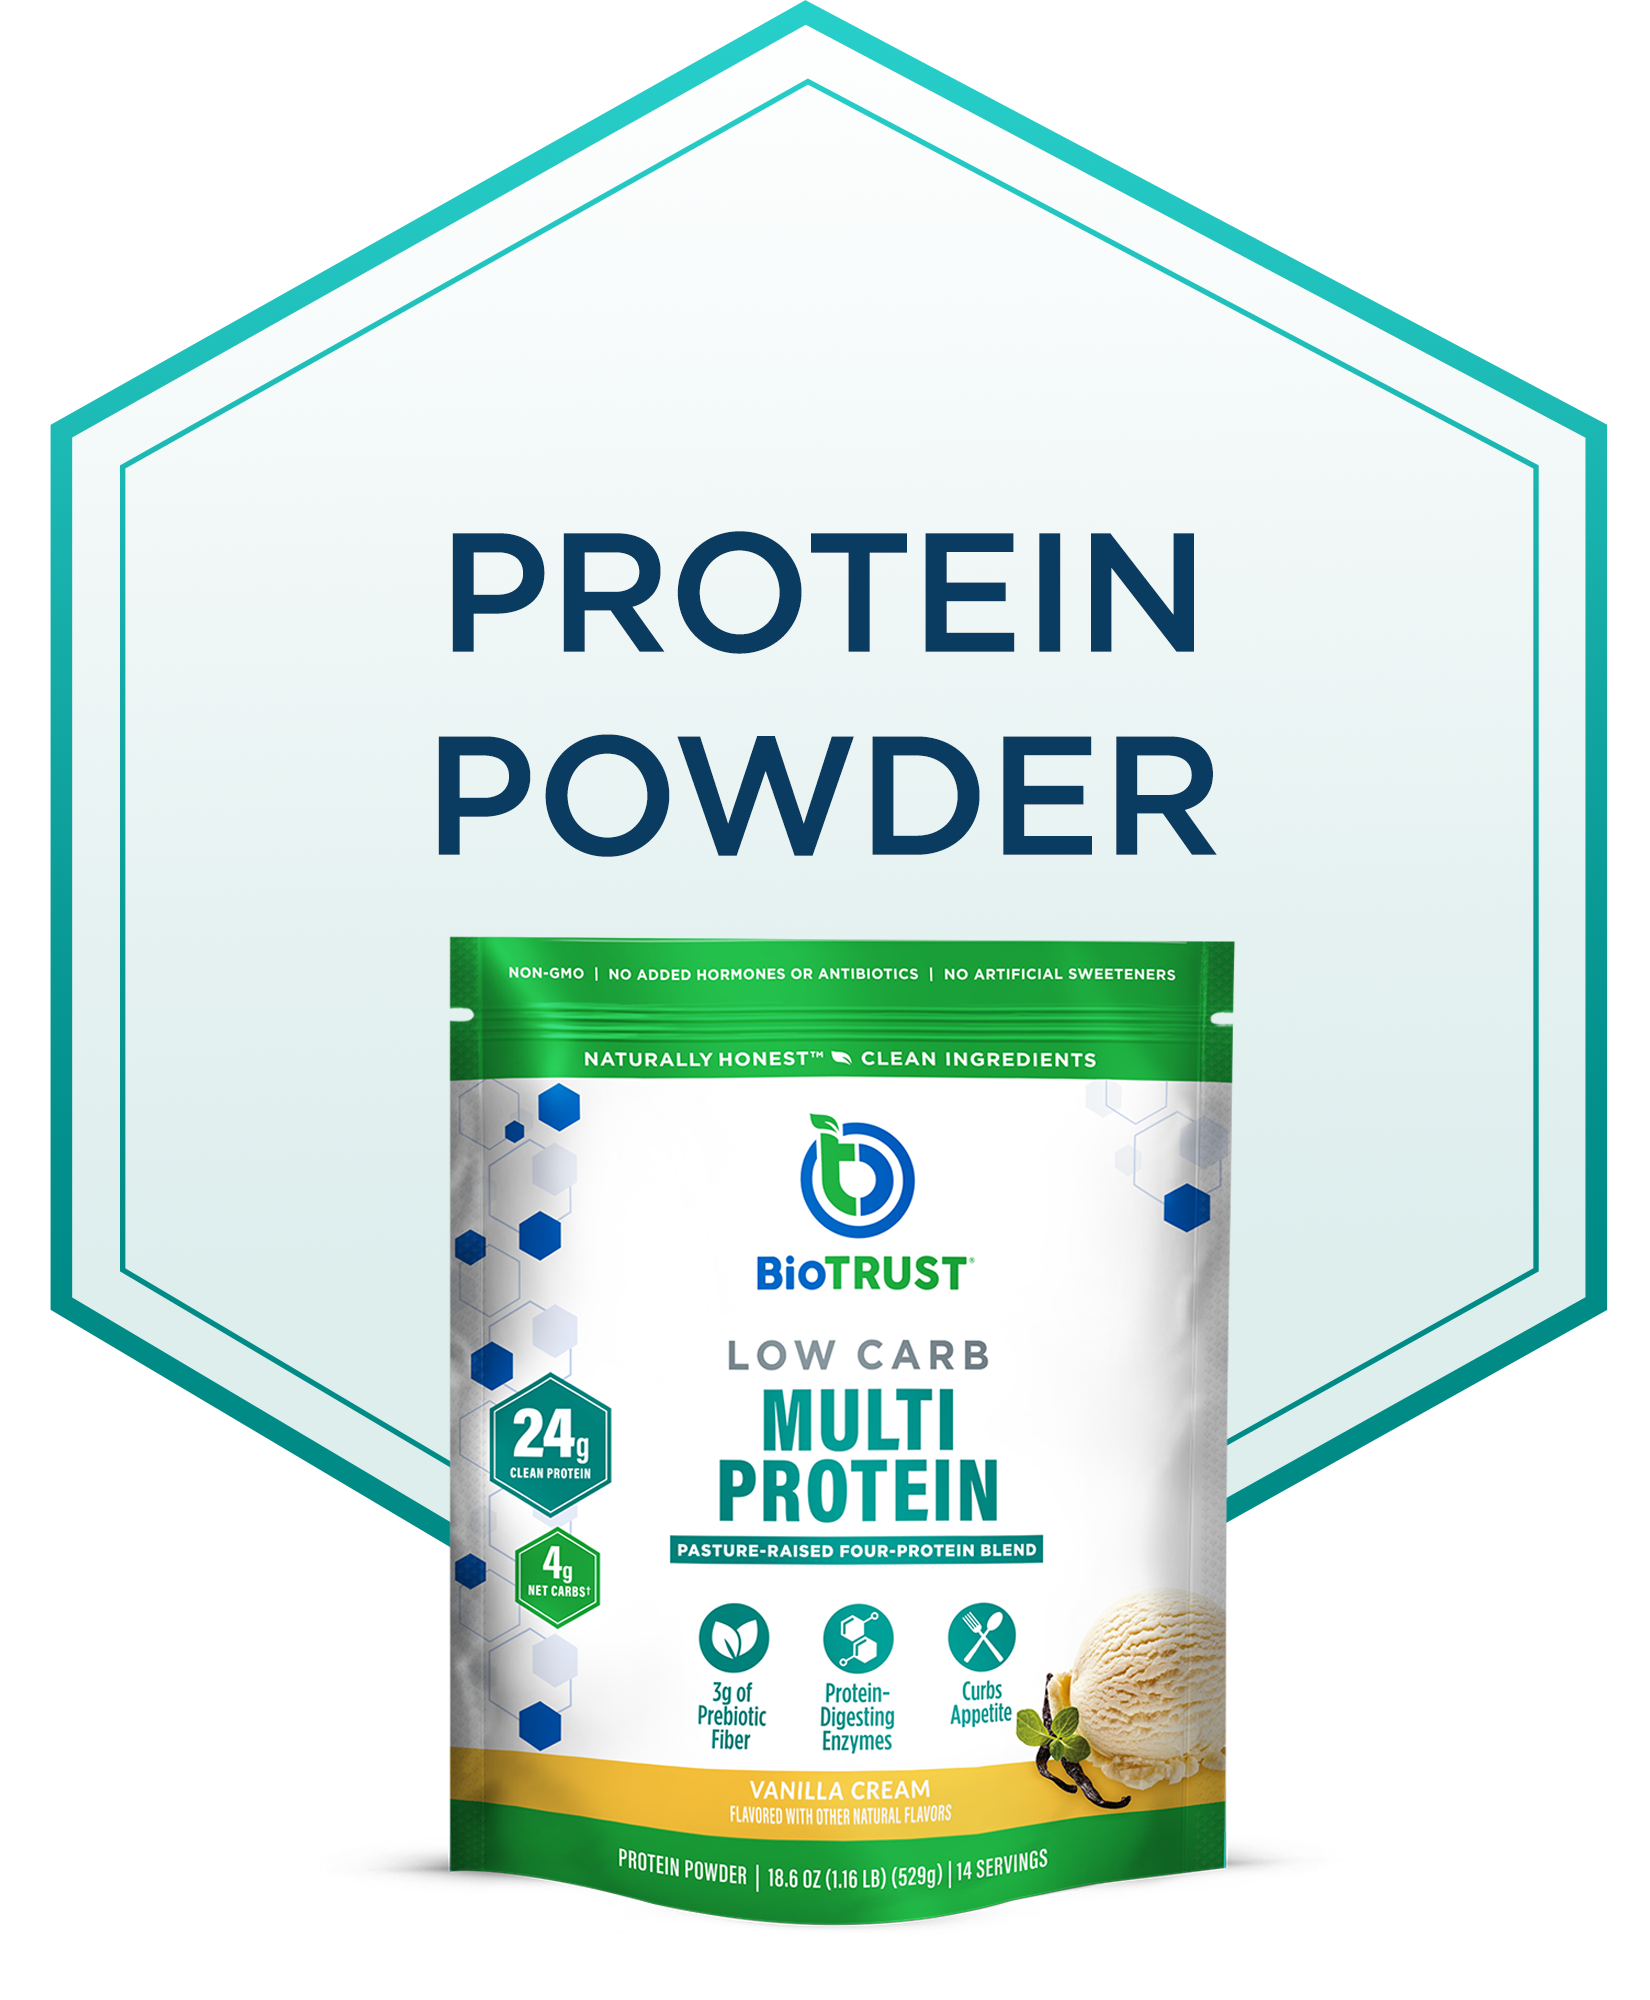 PROTEIN
POWDER
NON-GMO | NO ADDED HORMONES OR ANTIBIOTICS | NO ARTIFICIAL SWEETENERS
NATURALLY HONEST™ CLEAN INGREDIENTS
BioTRUST®
LOW CARB
MULTI
PROTEIN
PASTURE-RAISED FOUR-PROTEIN BLEND
24g
CLEAN PROTEIN
4g
NET CARBS†
3g of
Prebiotic
Fiber
Protein-
Digesting
Enzymes
Curbs
Appetite
VANILLA CREAM
FLAVORED WITH OTHER NATURAL FLAVORS
PROTEIN POWDER | 18.6 OZ (1.16 LB) (529g) | 14 SERVINGS